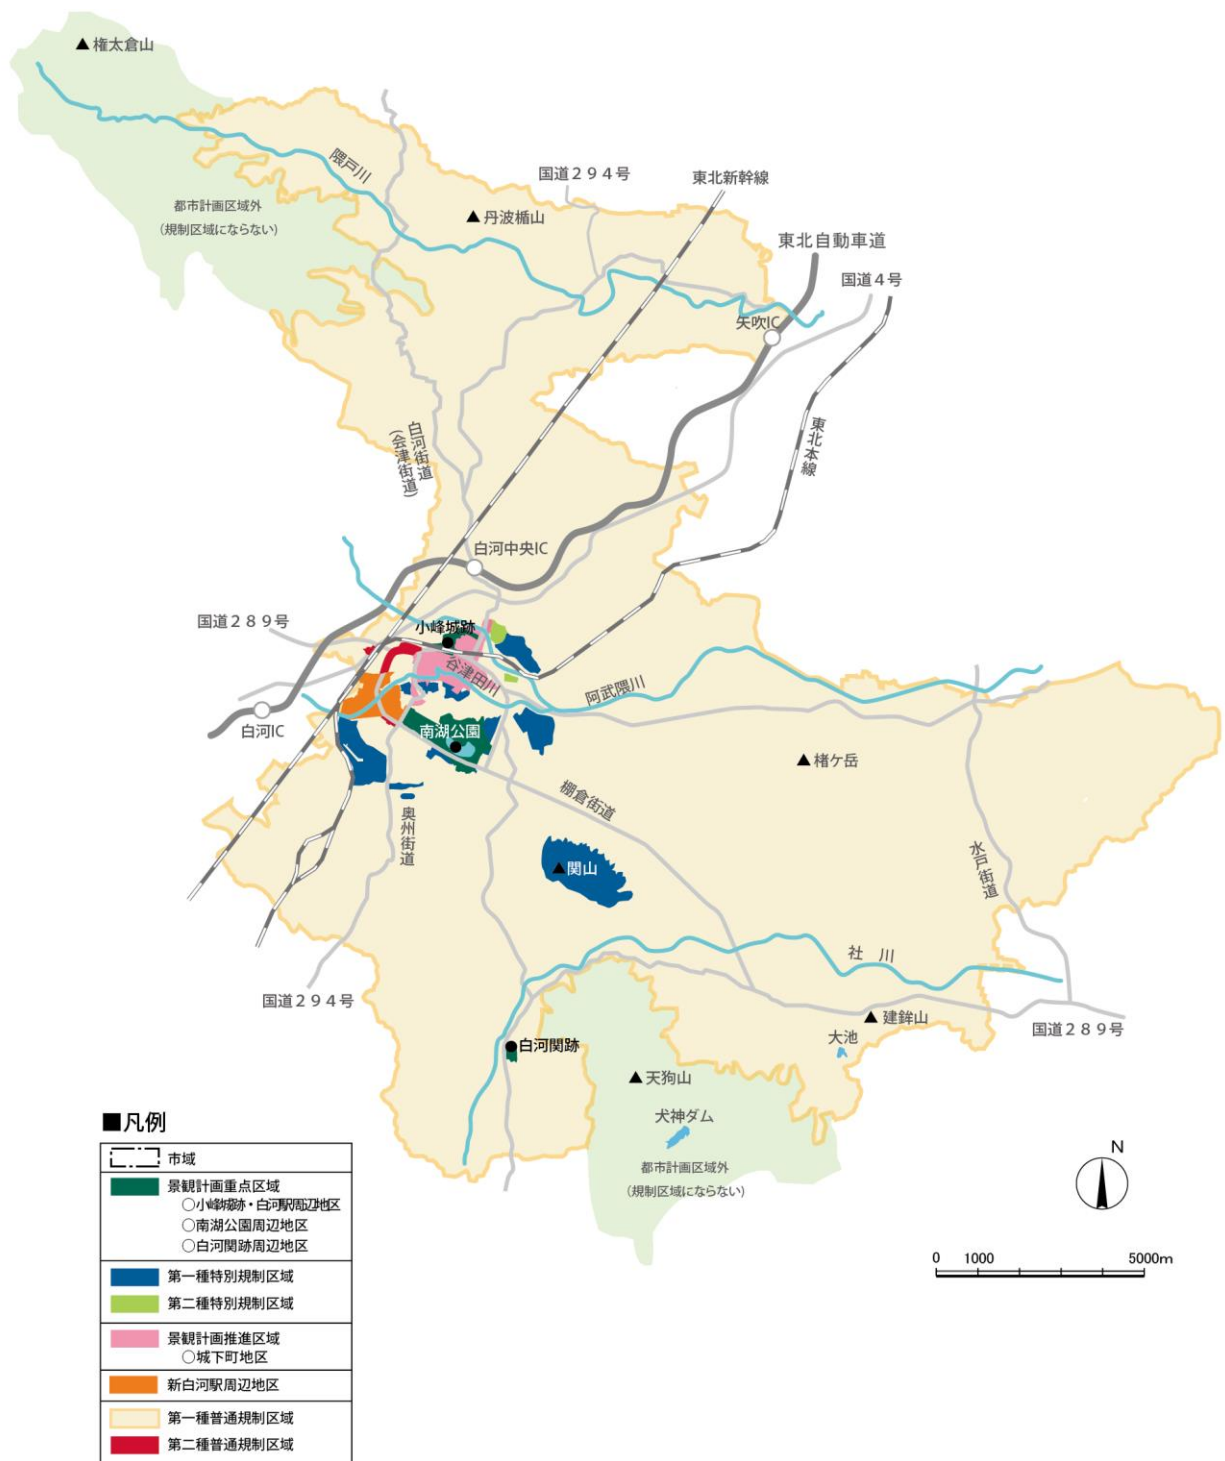 ▲権太倉山
隈戸川
国道２９４号
東北新幹線
都市計画区域外
(規制区域にならない)
▲丹波楯山
東北自動車道
国道４号
矢吹IC
白河街道
(会津街道)
東北本線
白河中央IC
国道２８９号
小峰城跡
谷津田川
阿武隈川
白河IC
南湖公園
▲楮ケ岳
棚倉街道
奥州街道
水戸街道
▲関山
社　川
国道２９４号
▲建鉾山
国道２８９号
大池
白河関跡
▲天狗山
犬神ダム
都市計画区域外
(規制区域にならない)
N
0 1000 5000m
■凡例
市域
景観計画重点区域
○小峰城跡・白河駅周辺地区
○南湖公園周辺地区
○白河関跡周辺地区
第一種特別規制区域
第二種特別規制区域
景観計画推進区域
○城下町地区
新白河駅周辺地区
第一種普通規制区域
第二種普通規制区域